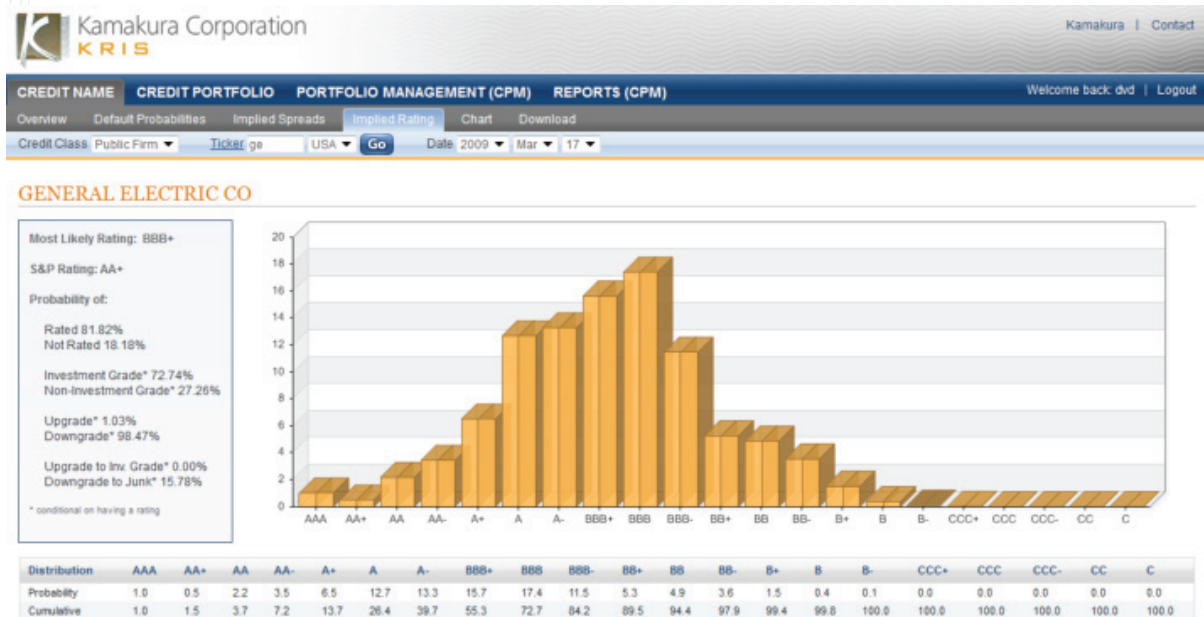 Kamakura Corporation
KRIS
Kamakura | Contact
CREDIT NAME CREDIT PORTFOLIO PORTFOLIO MANAGEMENT (CPM) REPORTS (CPM) Welcome back: dvd | Logout
Overview Default Probabilities Implied Spreads Implied Rating Chart Download
Credit Class Public Firm Ticker ge USA Go Date 2009 Mar 17
GENERAL ELECTRIC CO
Most Likely Rating: BBB+
S&P Rating: AA+
Probability of:
Rated 81.82%
Not Rated 18.18%
Investment Grade* 72.74%
Non-Investment Grade* 27.26%
Upgrade* 1.03%
Downgrade* 98.47%
Upgrade to Inv. Grade* 0.00%
Downgrade to Junk* 15.78%
* conditional on having a rating
20
18
16
14
12
10
8
6
4
2
0
AAA AA+ AA AA- A+ A A- BBB+ BBB BBB- BB+ BB BB- B+ B B- CCC+ CCC CCC- CC C
Distribution AAA AA+ AA AA- A+ A A- BBB+ BBB BBB- BB+ BB BB- B+ B B- CCC+ CCC CCC- CC C
Probability 1.0 0.5 2.2 3.5 6.5 12.7 13.3 15.7 17.4 11.5 5.3 4.9 3.6 1.5 0.4 0.1 0.0 0.0 0.0 0.0 0.0
Cumulative 1.0 1.5 3.7 7.2 13.7 26.4 39.7 55.3 72.7 84.2 89.5 94.4 97.9 99.4 99.8 100.0 100.0 100.0 100.0 100.0 100.0